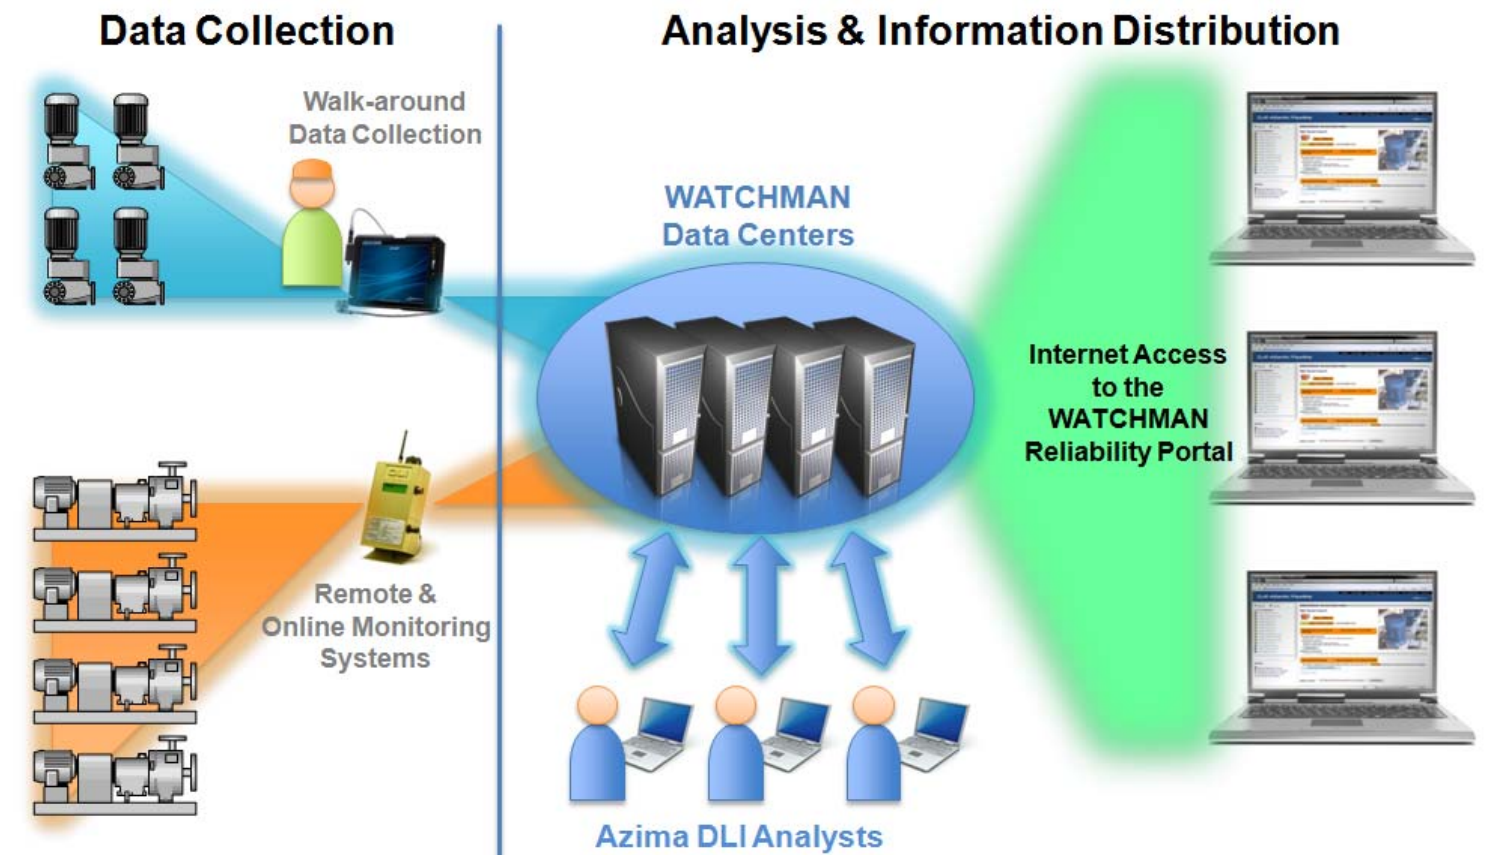 Data Collection
Analysis & Information Distribution
Walk-around
Data Collection
WATCHMAN
Data Centers
Internet Access
to the
WATCHMAN
Reliability Portal
Remote &
Online Monitoring
Systems
Azima DLI Analysts